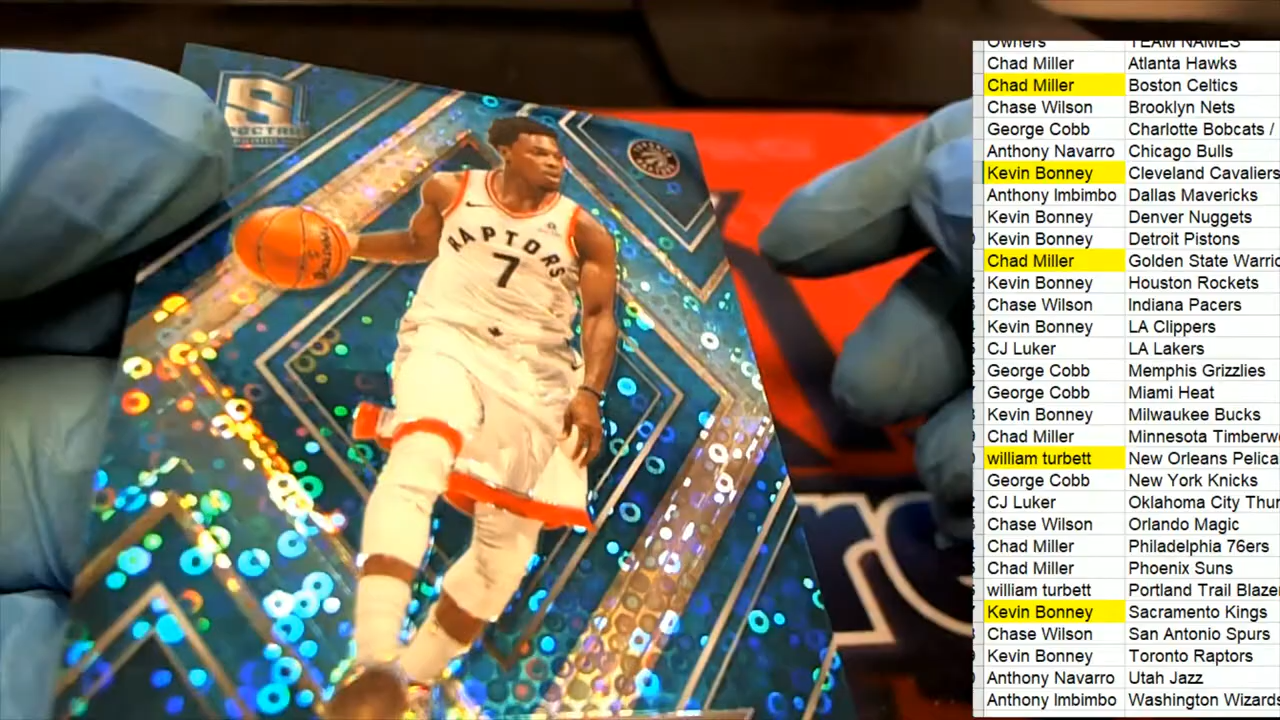 S
SPECTRA
RAPTORS
7
Owners TEAM NAMES
Chad Miller Atlanta Hawks
Chad Miller Boston Celtics
Chase Wilson Brooklyn Nets
George Cobb Charlotte Bobcats /
Anthony Navarro Chicago Bulls
Kevin Bonney Cleveland Cavaliers
Anthony Imbimbo Dallas Mavericks
Kevin Bonney Denver Nuggets
Kevin Bonney Detroit Pistons
Chad Miller Golden State Warrio
Kevin Bonney Houston Rockets
Chase Wilson Indiana Pacers
Kevin Bonney LA Clippers
CJ Luker LA Lakers
George Cobb Memphis Grizzlies
George Cobb Miami Heat
Kevin Bonney Milwaukee Bucks
Chad Miller Minnesota Timberw
william turbett New Orleans Pelica
George Cobb New York Knicks
CJ Luker Oklahoma City Thur
Chase Wilson Orlando Magic
Chad Miller Philadelphia 76ers
Chad Miller Phoenix Suns
william turbett Portland Trail Blaze
Kevin Bonney Sacramento Kings
Chase Wilson San Antonio Spurs
Kevin Bonney Toronto Raptors
Anthony Navarro Utah Jazz
Anthony Imbimbo Washington Wizards